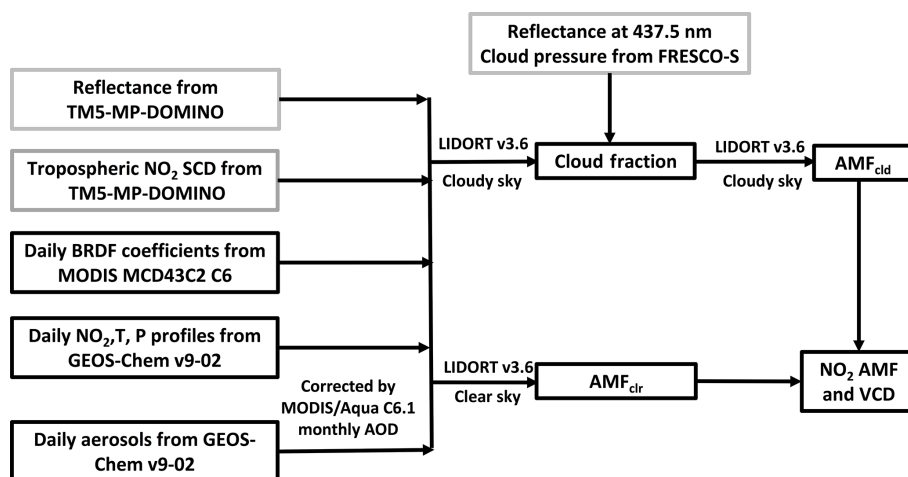 Reflectance at 437.5 nm
Cloud pressure from FRESCO-S
Reflectance from
TM5-MP-DOMINO
Tropospheric NO₂ SCD from
TM5-MP-DOMINO
Daily BRDF coefficients from
MODIS MCD43C2 C6
Daily NO₂,T, P profiles from
GEOS-Chem v9-02
Corrected by
MODIS/Aqua C6.1
monthly AOD
Daily aerosols from GEOS-
Chem v9-02
LIDORT v3.6
Cloudy sky
Cloud fraction
LIDORT v3.6
Cloudy sky
AMFcld
LIDORT v3.6
Clear sky
AMFclr
NO₂ AMF
and VCD